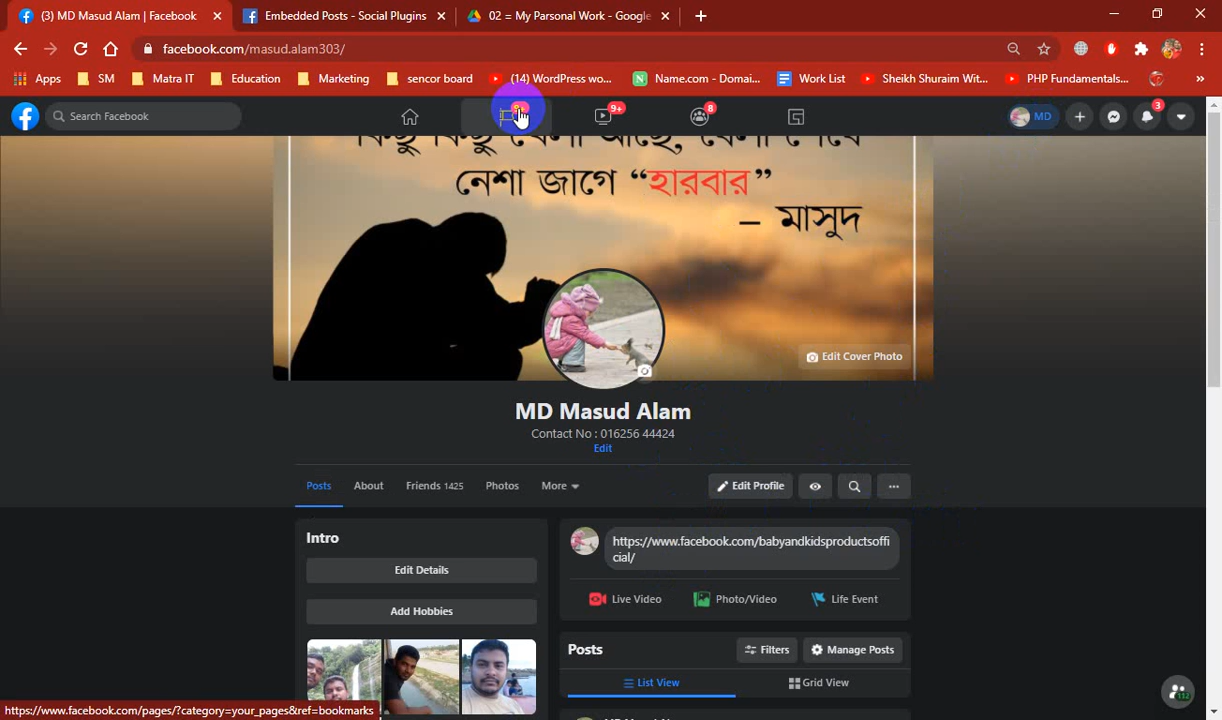 (3) MD Masud Alam | Facebook
Embedded Posts - Social Plugins
02 = My Parsonal Work - Google
facebook.com/masud.alam303/
Apps
SM
Matra IT
Education
Marketing
sencor board
(14) WordPress wo...
Name.com - Domai...
Work List
Sheikh Shuraim Wit...
PHP Fundamentals...
Search Facebook
9+
8
MD
3
নেশা জাগে “হারবার”
– মাসুদ
Edit Cover Photo
MD Masud Alam
Contact No : 016256 44424
Edit
Posts
About
Friends 1425
Photos
More
Edit Profile
Intro
Edit Details
Add Hobbies
https://www.facebook.com/babyandkidsproductsoffi
cial/
Live Video
Photo/Video
Life Event
Posts
Filters
Manage Posts
List View
Grid View
112
https://www.facebook.com/pages/?category=your_pages&ref=bookmarks